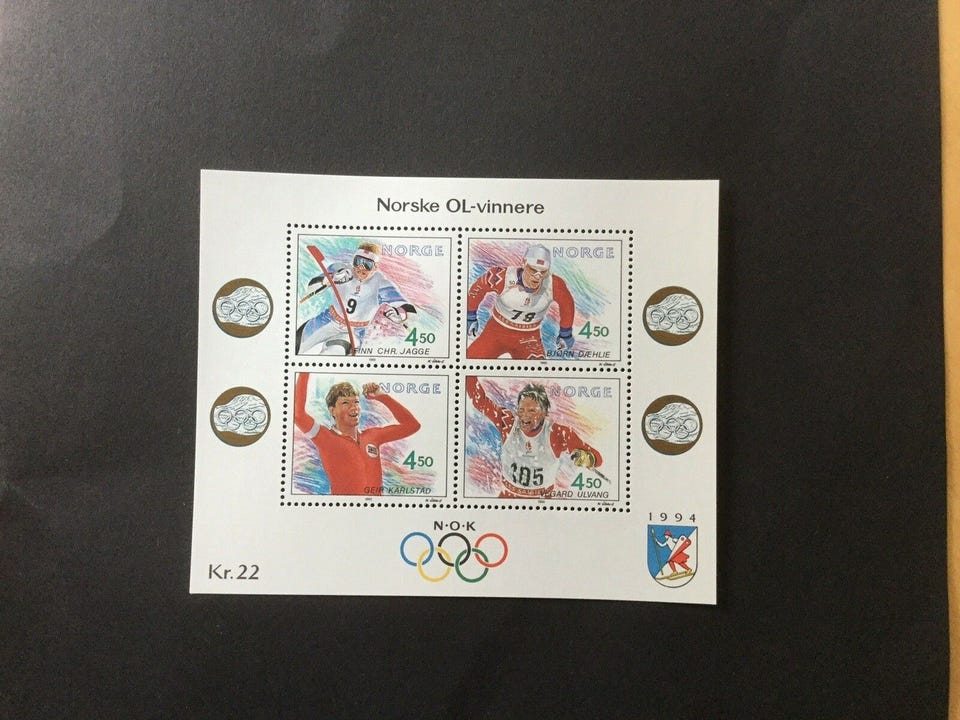 Norske OL-vinnere
NORGE
9
4 50
FINN CHR. JAGGE
NORGE
79
4 50
BJØRN DÆHLIE
NORGE
4 50
GEIR KARLSTAD
NORGE
105
4 50
VEGARD ULVANG
N·O·K
1994
Kr. 22